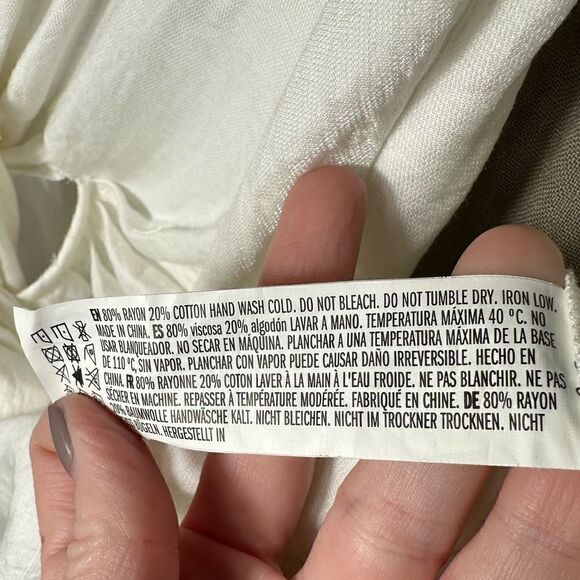 EN 80% RAYON 20% COTTON HAND WASH COLD. DO NOT BLEACH. DO NOT TUMBLE DRY. IRON LOW.
MADE IN CHINA. ES 80% viscosa 20% algodón LAVAR A MANO. TEMPERATURA MÁXIMA 40 ºC. NO
USAR BLANQUEADOR. NO SECAR EN MÁQUINA. PLANCHAR A UNA TEMPERATURA MÁXIMA DE LA BASE
DE 110 ºC, SIN VAPOR. PLANCHAR CON VAPOR PUEDE CAUSAR DAÑO IRREVERSIBLE. HECHO EN
CHINA. FR 80% RAYONNE 20% COTON LAVER À LA MAIN À L'EAU FROIDE. NE PAS BLANCHIR. NE PAS
SÉCHER EN MACHINE. REPASSER À TEMPÉRATURE MODÉRÉE. FABRIQUÉ EN CHINE. DE 80% RAYON
BAUMWOLLE HANDWÄSCHE KALT. NICHT BLEICHEN. NICHT IM TROCKNER TROCKNEN. NICHT
HERGESTELLT IN